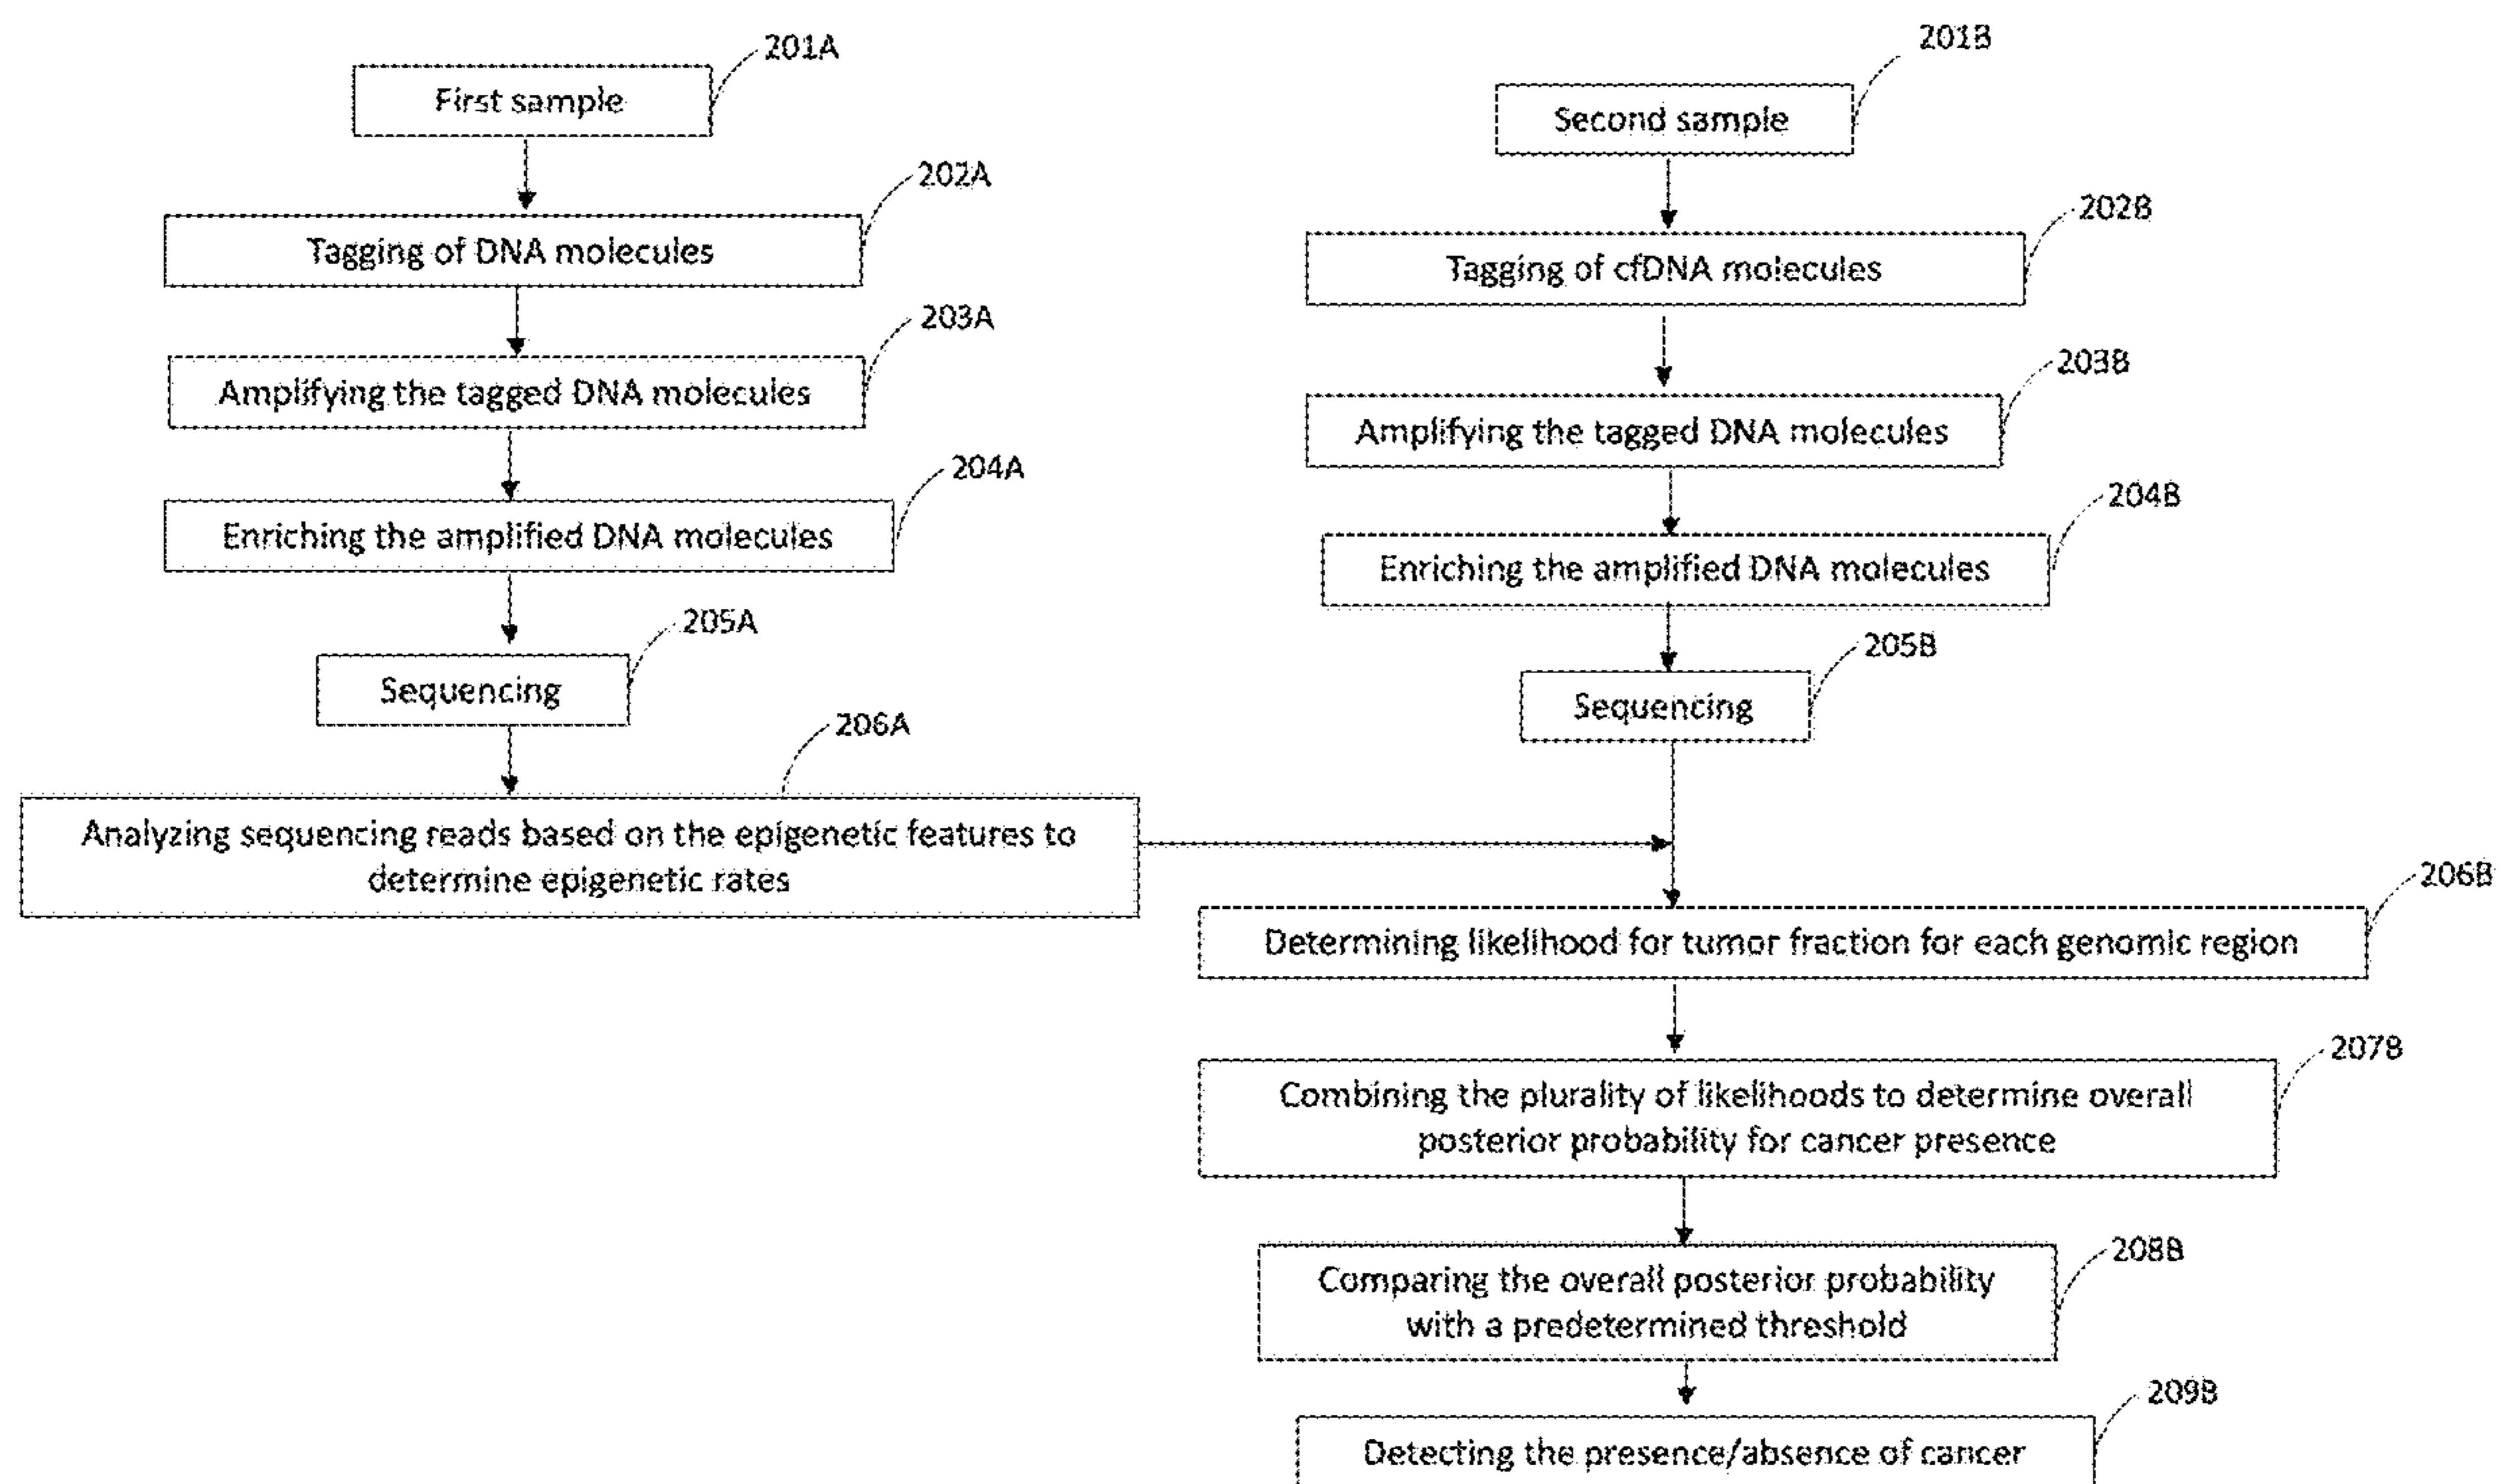 201A
First sample
202A
Tagging of DNA molecules
203A
Amplifying the tagged DNA molecules
204A
Enriching the amplified DNA molecules
205A
Sequencing
206A
Analyzing sequencing reads based on the epigenetic features to
determine epigenetic rates
201B
Second sample
202B
Tagging of cfDNA molecules
203B
Amplifying the tagged DNA molecules
204B
Enriching the amplified DNA molecules
205B
Sequencing
206B
Determining likelihood for tumor fraction for each genomic region
207B
Combining the plurality of likelihoods to determine overall
posterior probability for cancer presence
208B
Comparing the overall posterior probability
with a predetermined threshold
209B
Detecting the presence/absence of cancer